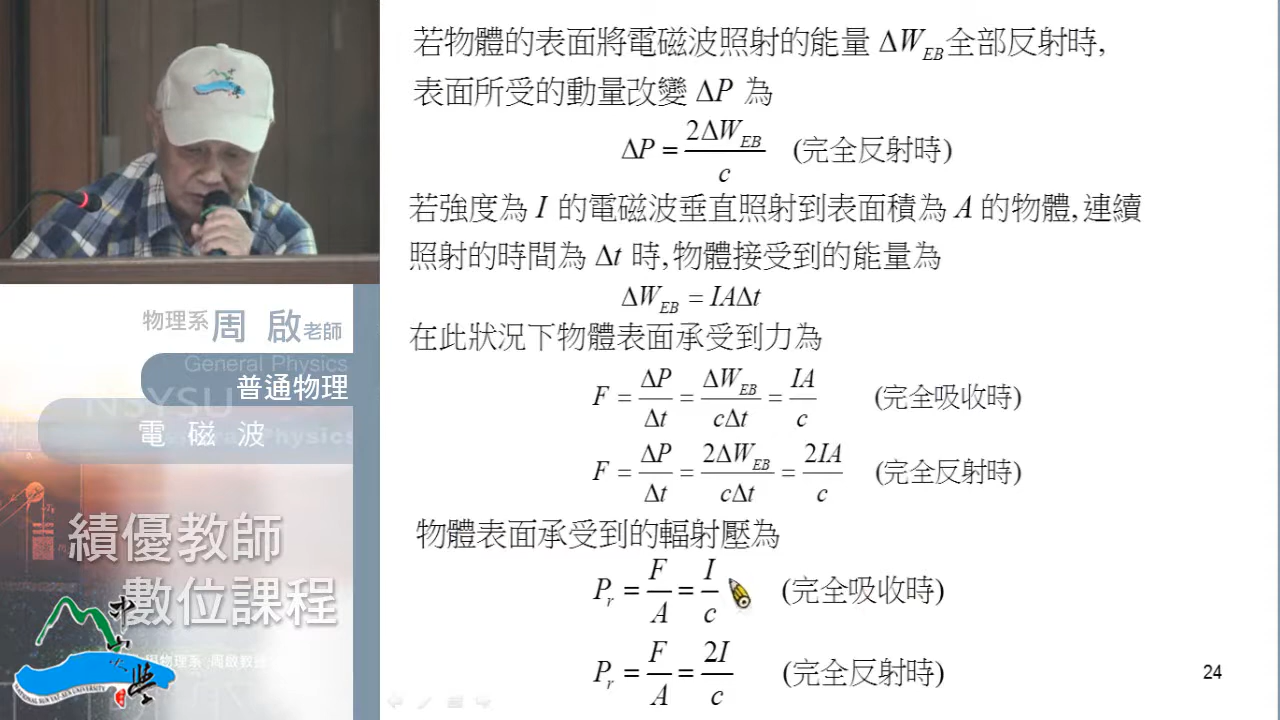 若物體的表面將電磁波照射的能量 ΔW_EB 全部反射時,
表面所受的動量改變 ΔP 為
ΔP = 2ΔW_EB / c (完全反射時)
若強度為 I 的電磁波垂直照射到表面積為 A 的物體, 連續
照射的時間為 Δt 時, 物體接受到的能量為
ΔW_EB = IAΔt
在此狀況下物體表面承受到力為
F = ΔP/Δt = ΔW_EB/cΔt = IA/c (完全吸收時)
F = ΔP/Δt = 2ΔW_EB/cΔt = 2IA/c (完全反射時)
物體表面承受到的輻射壓為
P_r = F/A = I/c (完全吸收時)
P_r = F/A = 2I/c (完全反射時)
24
物理系 周 啟 老師
General Physics
普通物理
NSYSU
電 磁 波
績優教師
數位課程